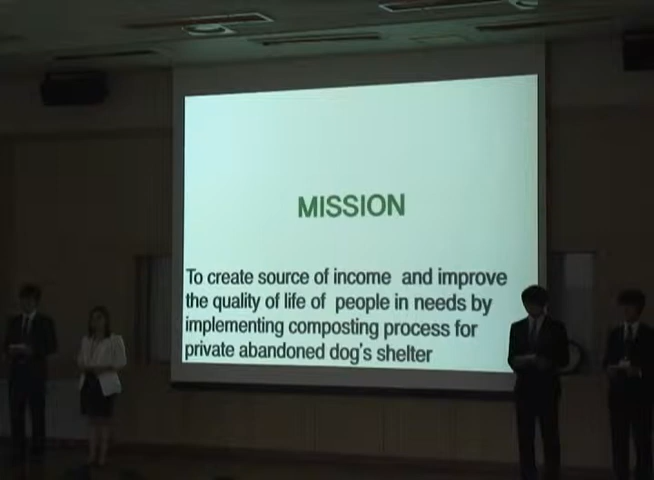 MISSION
To create source of income and improve
the quality of life of people in needs by
implementing composting process for
private abandoned dog's shelter